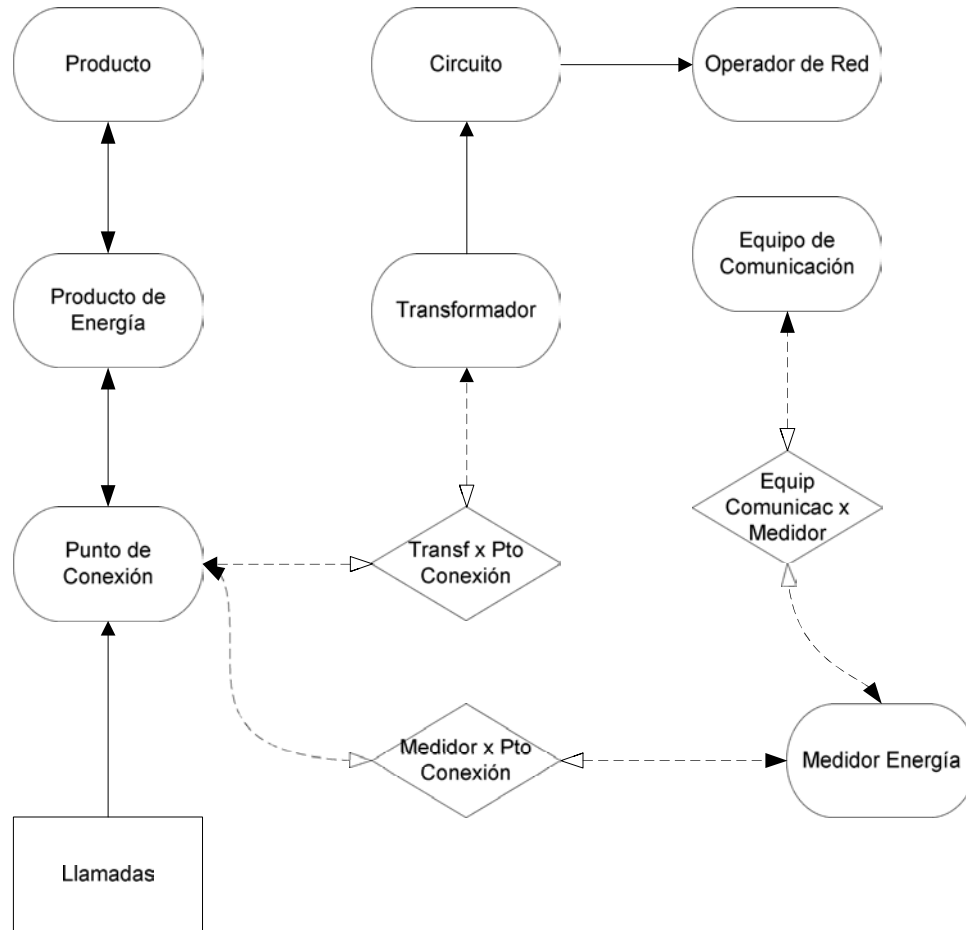 Producto
Circuito
Operador de Red
Equipo de
Comunicación
Producto de
Energía
Transformador
Equip
Comunicac x
Medidor
Punto de
Conexión
Transf x Pto
Conexión
Medidor x Pto
Conexión
Medidor Energía
Llamadas